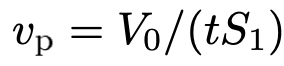 v_p = V_0/(tS_1)